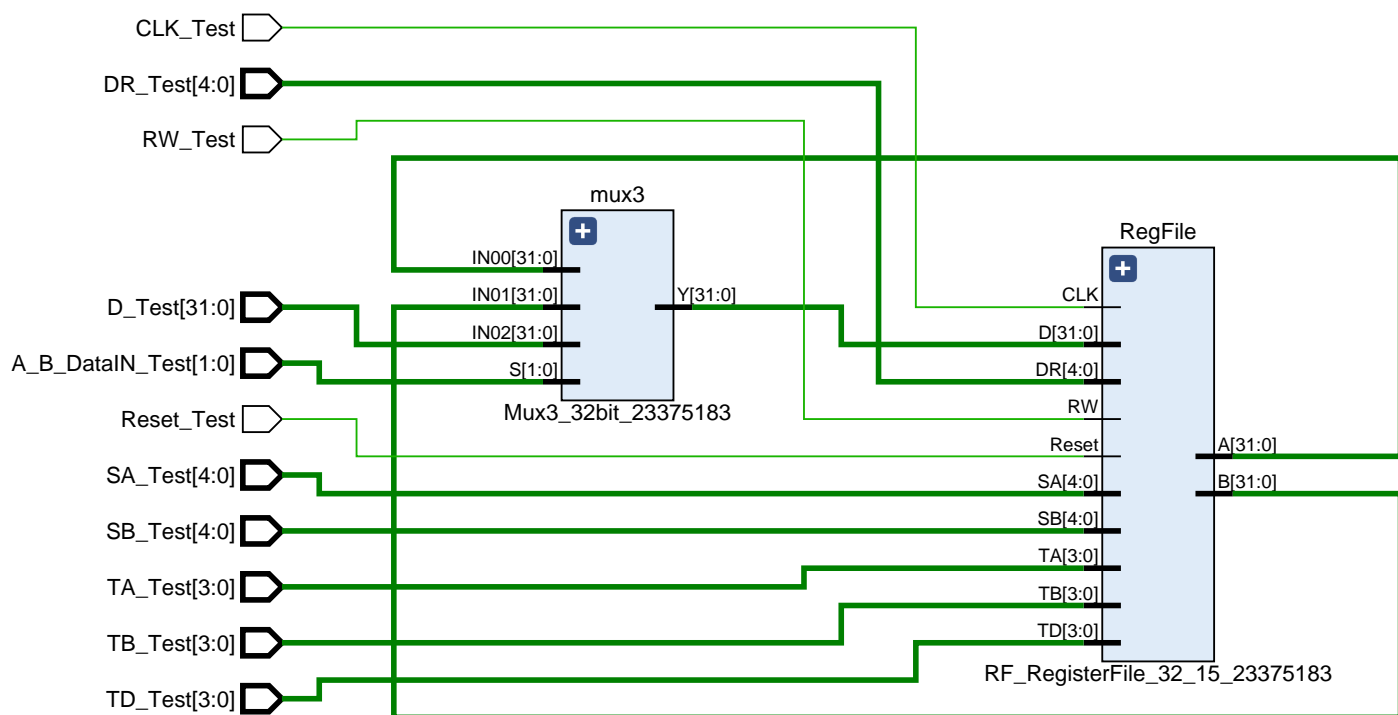 CLK_Test
DR_Test[4:0]
RW_Test
D_Test[31:0]
A_B_DataIN_Test[1:0]
Reset_Test
SA_Test[4:0]
SB_Test[4:0]
TA_Test[3:0]
TB_Test[3:0]
TD_Test[3:0]
mux3
IN00[31:0]
IN01[31:0]
IN02[31:0]
S[1:0]
Y[31:0]
Mux3_32bit_23375183
RegFile
CLK
D[31:0]
DR[4:0]
RW
Reset
SA[4:0]
SB[4:0]
TA[3:0]
TB[3:0]
TD[3:0]
A[31:0]
B[31:0]
RF_RegisterFile_32_15_23375183